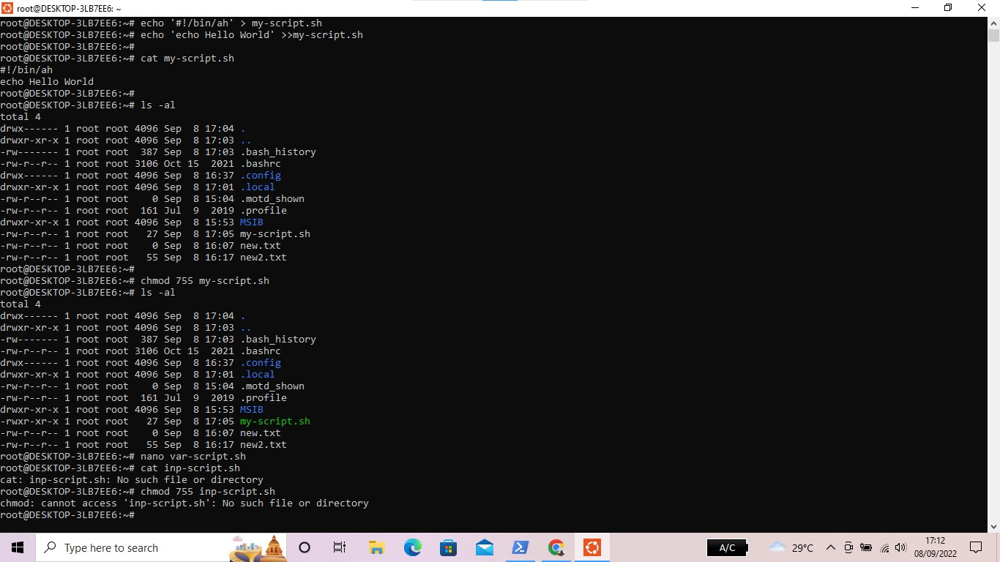 root@DESKTOP-3LB7EE6: ~
root@DESKTOP-3LB7EE6:~# echo '#!/bin/ah' > my-script.sh
root@DESKTOP-3LB7EE6:~# echo 'echo Hello World' >>my-script.sh
root@DESKTOP-3LB7EE6:~#
root@DESKTOP-3LB7EE6:~# cat my-script.sh
#!/bin/ah
echo Hello World
root@DESKTOP-3LB7EE6:~#
root@DESKTOP-3LB7EE6:~# ls -al
total 4
drwx------ 1 root root 4096 Sep  8 17:04 .
drwxr-xr-x 1 root root 4096 Sep  8 17:03 ..
-rw------- 1 root root  387 Sep  8 17:03 .bash_history
-rw-r--r-- 1 root root 3106 Oct 15  2021 .bashrc
drwx------ 1 root root 4096 Sep  8 16:37 .config
drwxr-xr-x 1 root root 4096 Sep  8 17:01 .local
-rw-r--r-- 1 root root    0 Sep  8 15:04 .motd_shown
-rw-r--r-- 1 root root  161 Jul  9  2019 .profile
drwxr-xr-x 1 root root 4096 Sep  8 15:53 MSIB
-rw-r--r-- 1 root root   27 Sep  8 17:05 my-script.sh
-rw-r--r-- 1 root root    0 Sep  8 16:07 new.txt
-rw-r--r-- 1 root root   55 Sep  8 16:17 new2.txt
root@DESKTOP-3LB7EE6:~#
root@DESKTOP-3LB7EE6:~# chmod 755 my-script.sh
root@DESKTOP-3LB7EE6:~# ls -al
total 4
drwx------ 1 root root 4096 Sep  8 17:04 .
drwxr-xr-x 1 root root 4096 Sep  8 17:03 ..
-rw------- 1 root root  387 Sep  8 17:03 .bash_history
-rw-r--r-- 1 root root 3106 Oct 15  2021 .bashrc
drwx------ 1 root root 4096 Sep  8 16:37 .config
drwxr-xr-x 1 root root 4096 Sep  8 17:01 .local
-rw-r--r-- 1 root root    0 Sep  8 15:04 .motd_shown
-rw-r--r-- 1 root root  161 Jul  9  2019 .profile
drwxr-xr-x 1 root root 4096 Sep  8 15:53 MSIB
-rwxr-xr-x 1 root root   27 Sep  8 17:05 my-script.sh
-rw-r--r-- 1 root root    0 Sep  8 16:07 new.txt
-rw-r--r-- 1 root root   55 Sep  8 16:17 new2.txt
root@DESKTOP-3LB7EE6:~# nano var-script.sh
root@DESKTOP-3LB7EE6:~# cat inp-script.sh
cat: inp-script.sh: No such file or directory
root@DESKTOP-3LB7EE6:~# chmod 755 inp-script.sh
chmod: cannot access 'inp-script.sh': No such file or directory
root@DESKTOP-3LB7EE6:~#
Type here to search
A/C
29°C
17:12
08/09/2022